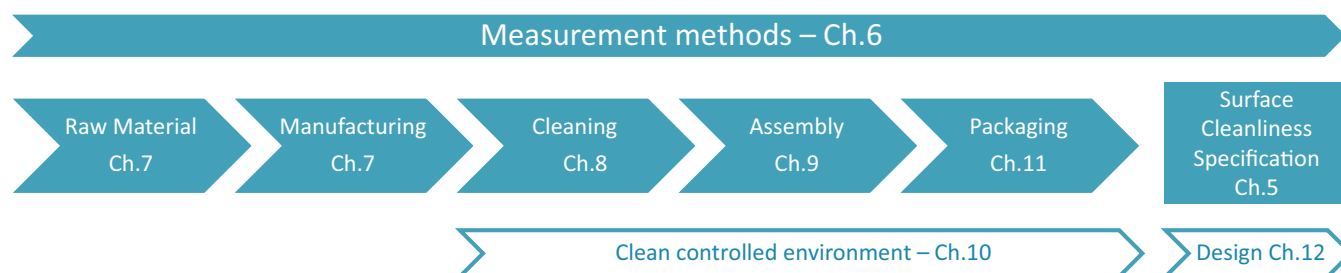 Measurement methods – Ch.6
Raw Material
Ch.7
Manufacturing
Ch.7
Cleaning
Ch.8
Assembly
Ch.9
Packaging
Ch.11
Surface
Cleanliness
Specification
Ch.5
Clean controlled environment – Ch.10
Design Ch.12